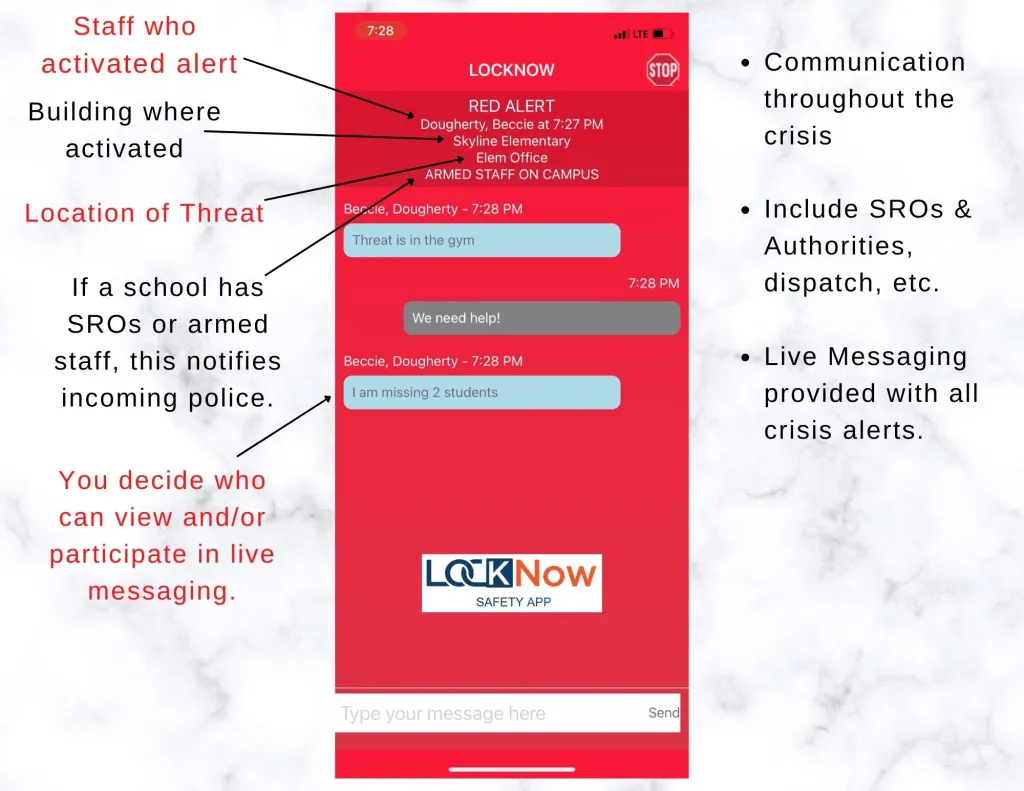 Staff who
activated alert
Building where
activated
Location of Threat
If a school has
SROs or armed
staff, this notifies
incoming police.
You decide who
can view and/or
participate in live
messaging.
7:28
LTE
LOCKNOW
STOP
RED ALERT
Dougherty, Beccie at 7:27 PM
Skyline Elementary
Elem Office
ARMED STAFF ON CAMPUS
Beccie, Dougherty - 7:28 PM
Threat is in the gym
7:28 PM
We need help!
Beccie, Dougherty - 7:28 PM
I am missing 2 students
LOCKNow
SAFETY APP
Type your message here
Send
• Communication
throughout the
crisis
• Include SROs &
Authorities,
dispatch, etc.
• Live Messaging
provided with all
crisis alerts.